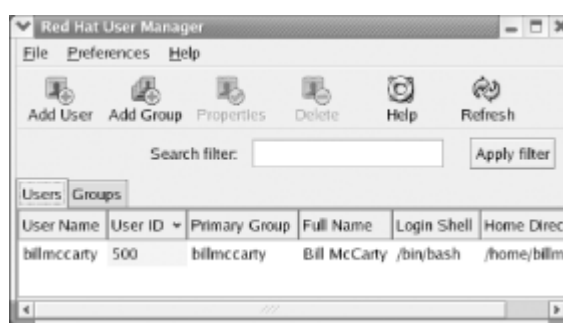 Red Hat User Manager
File Preferences Help
Add User Add Group Properties Delete Help Refresh
Search filter: Apply filter
Users Groups
User Name User ID Primary Group Full Name Login Shell Home Direc
billmccarty 500 billmccarty Bill McCarty /bin/bash /home/billm